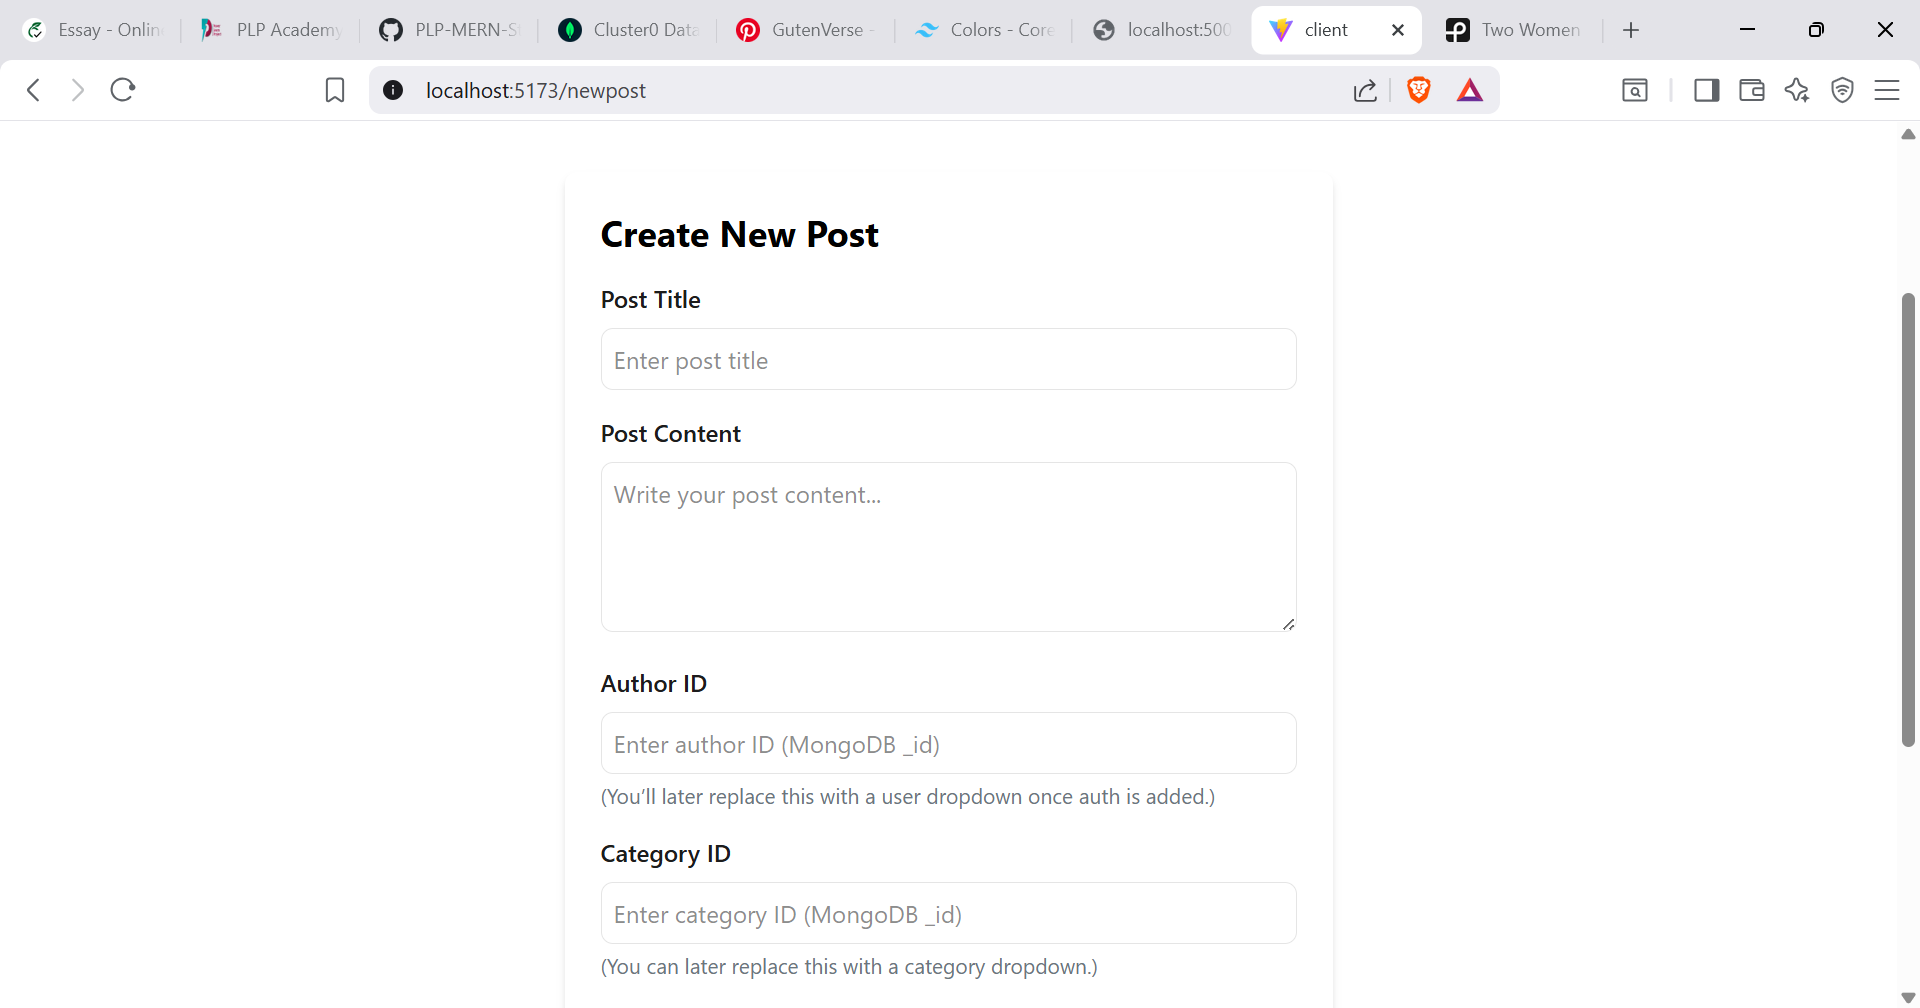 Essay - Onlin
PLP Academy
PLP-MERN-S
Cluster0 Data
GutenVerse -
Colors - Core
localhost:500
client
Two Women
localhost:5173/newpost
Create New Post
Post Title
Enter post title
Post Content
Write your post content...
Author ID
Enter author ID (MongoDB _id)
(You’ll later replace this with a user dropdown once auth is added.)
Category ID
Enter category ID (MongoDB _id)
(You can later replace this with a category dropdown.)